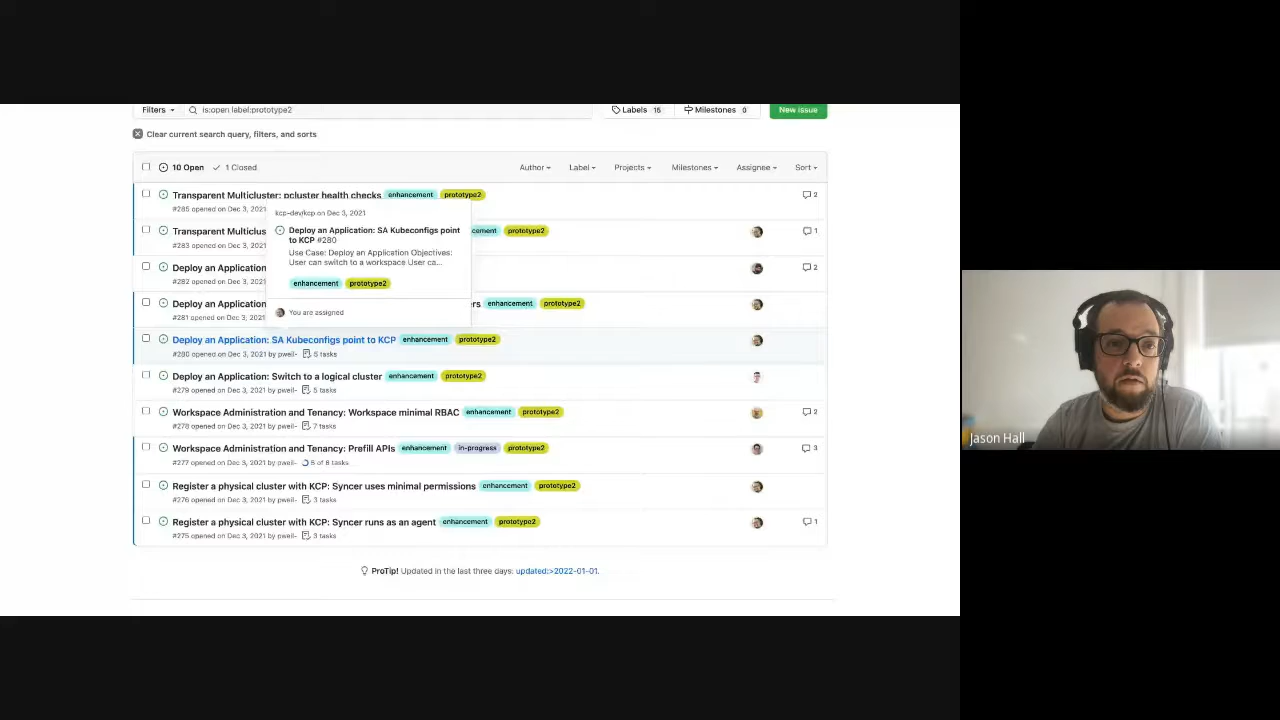 Filters
is:open label:prototype2
Labels 15
Milestones 0
New issue
Clear current search query, filters, and sorts
10 Open 1 Closed
Author Label Projects Milestones Assignee Sort
Transparent Multicluster: pcluster health checks enhancement prototype2 2
#285 opened on Dec 3, 2021
kcp-dev/kcp on Dec 3, 2021
Deploy an Application: SA Kubeconfigs point
to KCP #280
Use Case: Deploy an Application Objectives:
User can switch to a workspace User ca...
enhancement prototype2
You are assigned
Transparent Multiclus cement prototype2 1
#283 opened on Dec 3, 2021
Deploy an Application 2
#282 opened on Dec 3, 2021
Deploy an Application rs enhancement prototype2
#281 opened on Dec 3, 2021
Deploy an Application: SA Kubeconfigs point to KCP enhancement prototype2
#280 opened on Dec 3, 2021 by pweil- 5 tasks
Deploy an Application: Switch to a logical cluster enhancement prototype2
#279 opened on Dec 3, 2021 by pweil- 5 tasks
Workspace Administration and Tenancy: Workspace minimal RBAC enhancement prototype2 2
#278 opened on Dec 3, 2021 by pweil- 7 tasks
Workspace Administration and Tenancy: Prefill APIs enhancement in-progress prototype2 3
#277 opened on Dec 3, 2021 by pweil- 5 of 6 tasks
Register a physical cluster with KCP: Syncer uses minimal permissions enhancement prototype2
#276 opened on Dec 3, 2021 by pweil- 3 tasks
Register a physical cluster with KCP: Syncer runs as an agent enhancement prototype2 1
#275 opened on Dec 3, 2021 by pweil- 3 tasks
ProTip! Updated in the last three days: updated:>2022-01-01.
Jason Hall